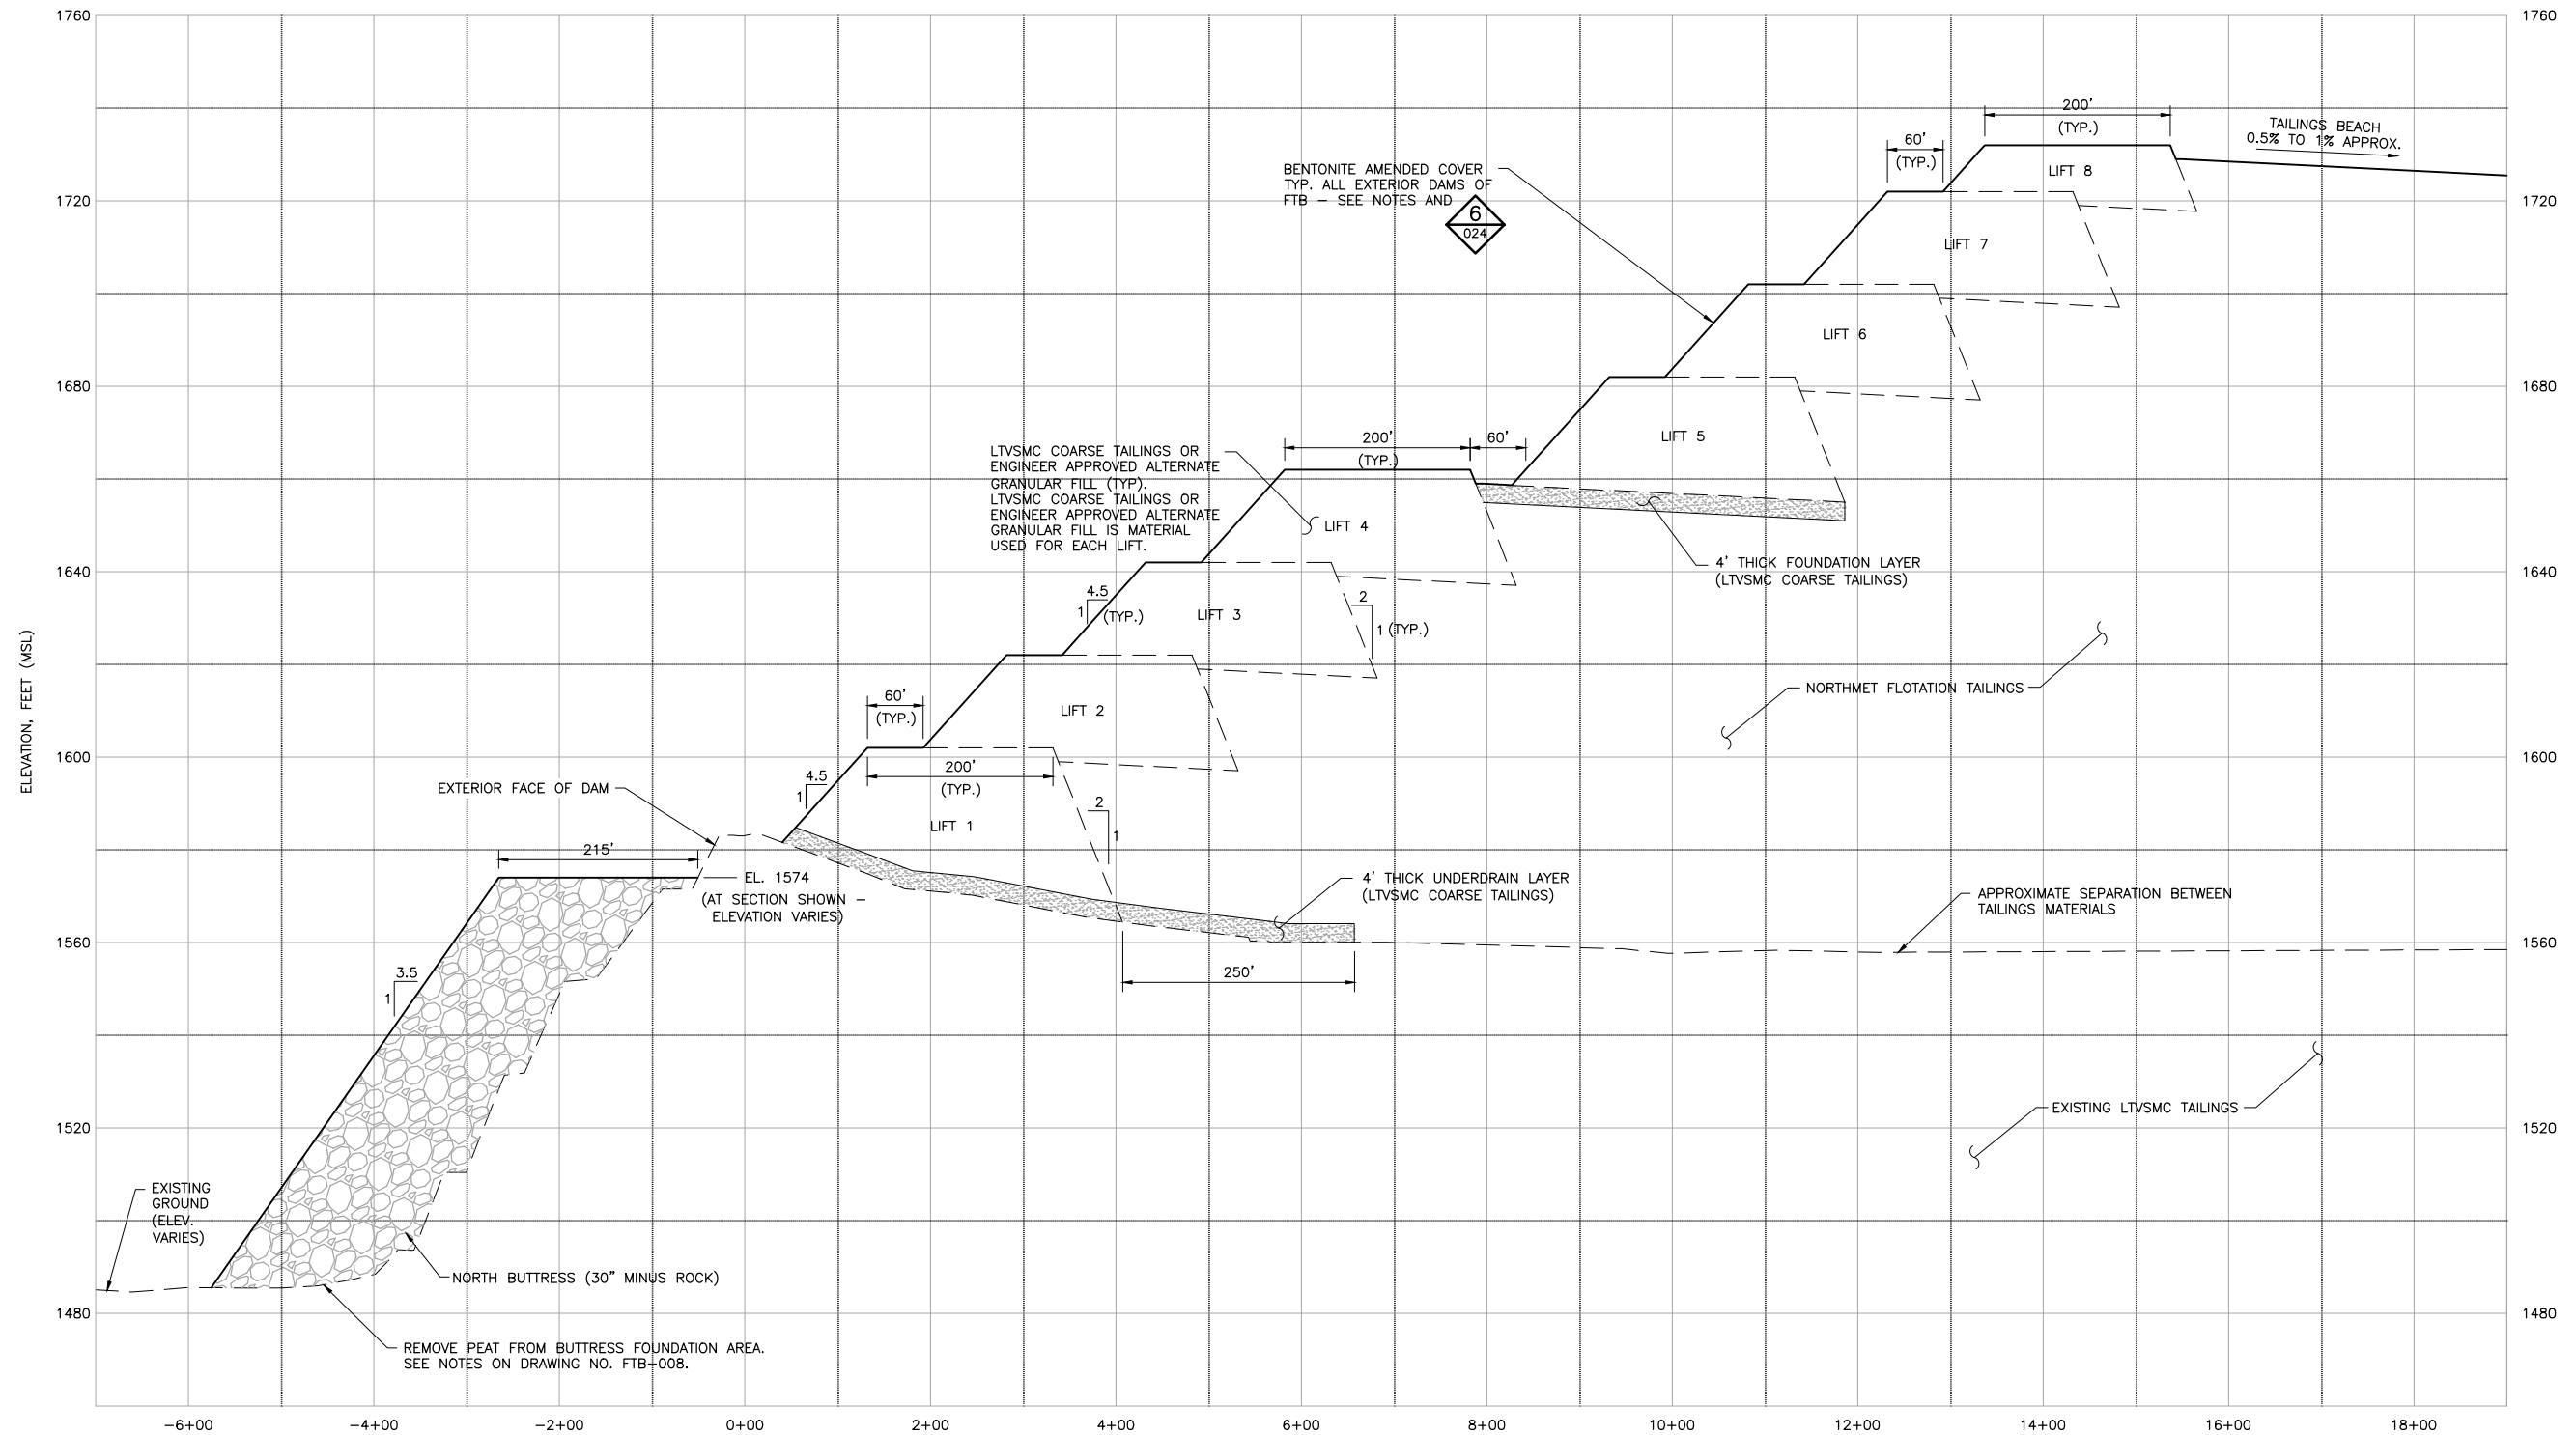 1760
1760
200'
(TYP.)
TAILINGS BEACH
0.5% TO 1% APPROX.
60'
(TYP.)
BENTONITE AMENDED COVER
TYP. ALL EXTERIOR DAMS OF
FTB – SEE NOTES AND
6
024
LIFT 8
1720
1720
LIFT 7
LIFT 6
1680
1680
LTVSMC COARSE TAILINGS OR
ENGINEER APPROVED ALTERNATE
GRANULAR FILL (TYP).
LTVSMC COARSE TAILINGS OR
ENGINEER APPROVED ALTERNATE
GRANULAR FILL IS MATERIAL
USED FOR EACH LIFT.
200'
(TYP.)
60'
LIFT 5
LIFT 4
4' THICK FOUNDATION LAYER
(LTVSMC COARSE TAILINGS)
1640
1640
4.5
1
(TYP.)
LIFT 3
2
1 (TYP.)
ELEVATION, FEET (MSL)
60'
(TYP.)
LIFT 2
NORTHMET FLOTATION TAILINGS
1600
1600
200'
(TYP.)
4.5
1
EXTERIOR FACE OF DAM
LIFT 1
2
1
215'
EL. 1574
(AT SECTION SHOWN –
ELEVATION VARIES)
4' THICK UNDERDRAIN LAYER
(LTVSMC COARSE TAILINGS)
APPROXIMATE SEPARATION BETWEEN
TAILINGS MATERIALS
1560
1560
250'
3.5
1
1520
1520
EXISTING LTVSMC TAILINGS
EXISTING
GROUND
(ELEV.
VARIES)
NORTH BUTTRESS (30" MINUS ROCK)
1480
1480
REMOVE PEAT FROM BUTTRESS FOUNDATION AREA.
SEE NOTES ON DRAWING NO. FTB–008.
–6+00
–4+00
–2+00
0+00
2+00
4+00
6+00
8+00
10+00
12+00
14+00
16+00
18+00